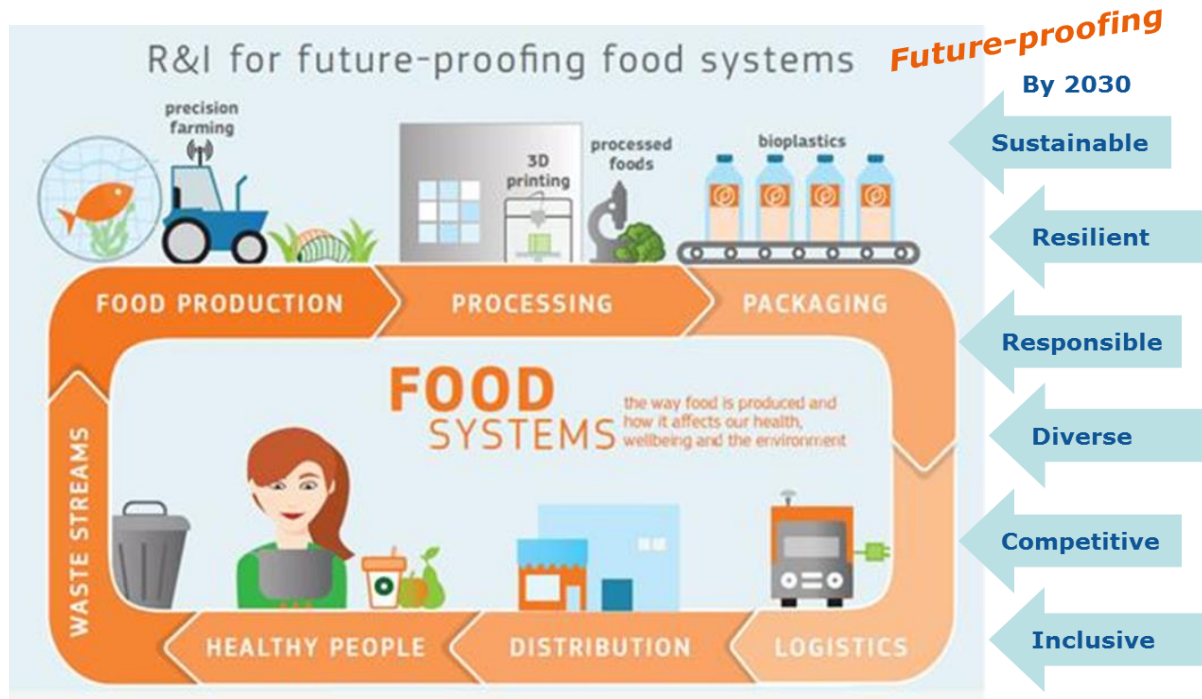 R&I for future-proofing food systems
Future-proofing
By 2030
precision
farming
3D
printing
processed
foods
bioplastics
Sustainable
Resilient
Responsible
Diverse
Competitive
Inclusive
FOOD PRODUCTION
PROCESSING
PACKAGING
FOOD
SYSTEMS
the way food is produced and
how it affects our health,
wellbeing and the environment
LOGISTICS
DISTRIBUTION
HEALTHY PEOPLE
WASTE STREAMS